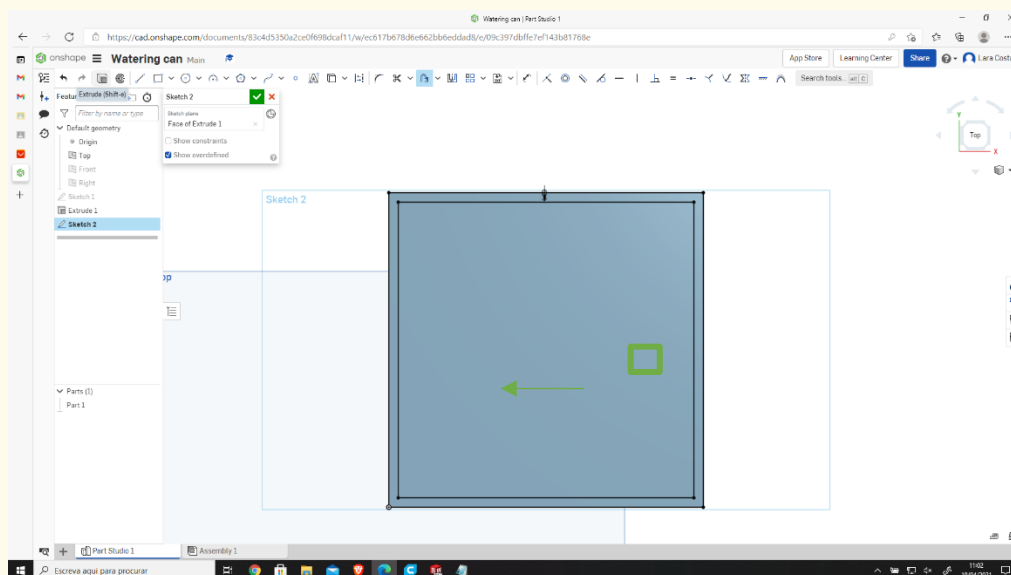 Watering can | Part Studio 1
https://cad.onshape.com/documents/83c4d5350a2ce0f698dcaf11/w/ec617b678d6e662bb6eddad8/e/09c397dbffe7ef143b81768e
onshape Watering can Main
App Store Learning Center Share Lara Costa
Search tools... alt C
Extrude (Shift-e)
Sketch 2
Filter by name or type
Sketch plane
Face of Extrude 1
Default geometry
Origin
Show constraints
Top
Show overdefined
Front
Right
Sketch 1
Extrude 1
Sketch 2
Sketch 2
Y
Top
X
Parts (1)
Part 1
Part Studio 1
Assembly 1
Escreva aqui para procurar
11:02